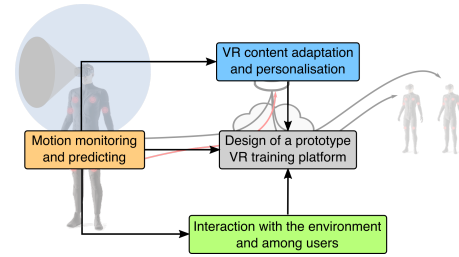 VR content adaptation
and personalisation
Motion monitoring
and predicting
Design of a prototype
VR training platform
Interaction with the environment
and among users